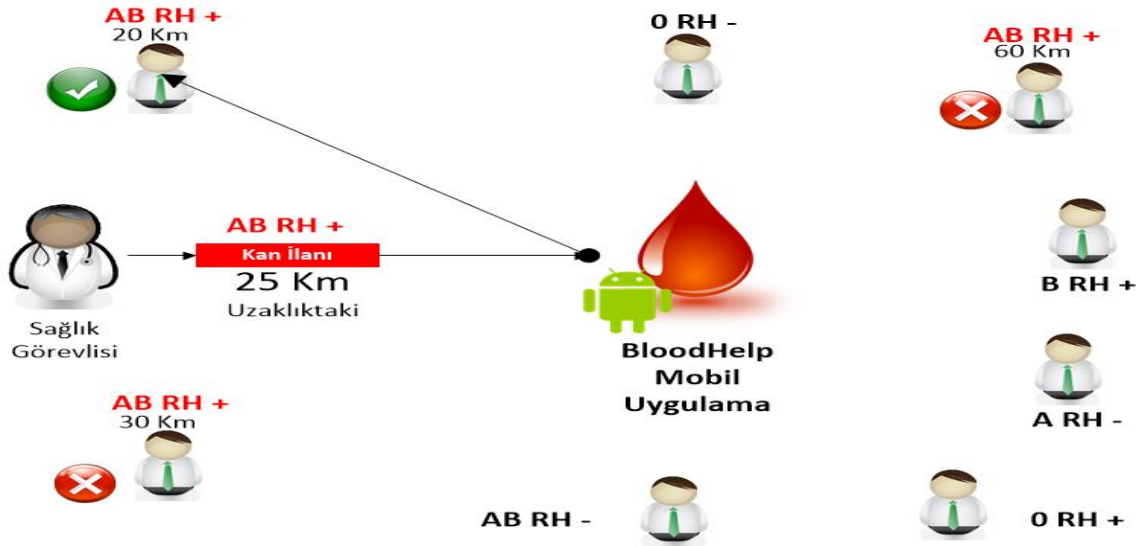 AB RH +
20 Km
0 RH -
AB RH +
60 Km
AB RH +
Kan İlanı
25 Km
Uzaklıktaki
Sağlık
Görevlisi
BloodHelp
Mobil
Uygulama
B RH +
A RH -
AB RH +
30 Km
AB RH -
0 RH +